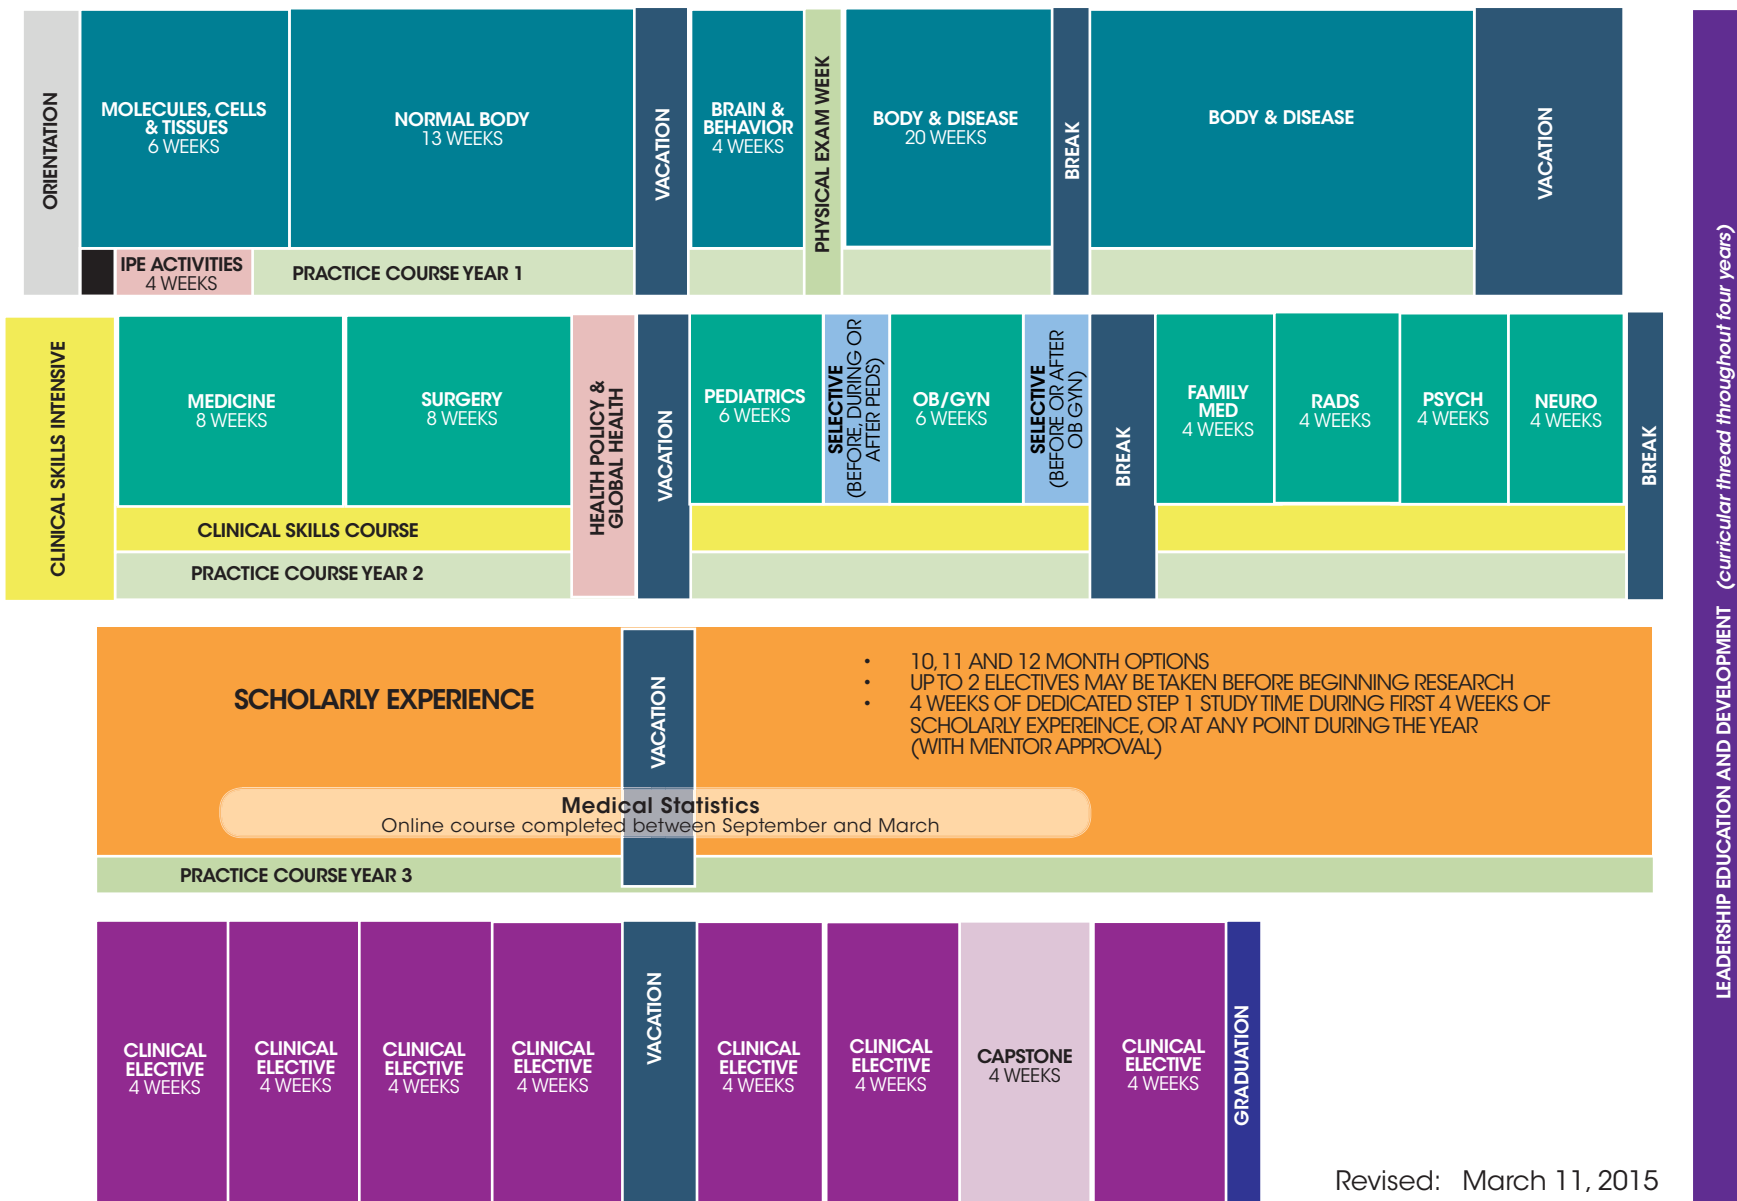 ORIENTATION
MOLECULES, CELLS
& TISSUES
6 WEEKS
NORMAL BODY
13 WEEKS
VACATION
BRAIN &
BEHAVIOR
4 WEEKS
PHYSICAL EXAM WEEK
BODY & DISEASE
20 WEEKS
BREAK
BODY & DISEASE
VACATION
IPE ACTIVITIES
4 WEEKS
PRACTICE COURSE YEAR 1
CLINICAL SKILLS INTENSIVE
MEDICINE
8 WEEKS
SURGERY
8 WEEKS
HEALTH POLICY &
GLOBAL HEALTH
VACATION
PEDIATRICS
6 WEEKS
SELECTIVE
(BEFORE, DURING OR
AFTER PEDS)
OB/GYN
6 WEEKS
SELECTIVE
(BEFORE OR AFTER
OB GYN)
BREAK
FAMILY
MED
4 WEEKS
RADS
4 WEEKS
PSYCH
4 WEEKS
NEURO
4 WEEKS
BREAK
CLINICAL SKILLS COURSE
PRACTICE COURSE YEAR 2
SCHOLARLY EXPERIENCE
VACATION
• 10, 11 AND 12 MONTH OPTIONS
• UP TO 2 ELECTIVES MAY BE TAKEN BEFORE BEGINNING RESEARCH
• 4 WEEKS OF DEDICATED STEP 1 STUDY TIME DURING FIRST 4 WEEKS OF
SCHOLARLY EXPEREINCE, OR AT ANY POINT DURING THE YEAR
(WITH MENTOR APPROVAL)
Medical Statistics
Online course completed between September and March
PRACTICE COURSE YEAR 3
CLINICAL
ELECTIVE
4 WEEKS
CLINICAL
ELECTIVE
4 WEEKS
CLINICAL
ELECTIVE
4 WEEKS
CLINICAL
ELECTIVE
4 WEEKS
VACATION
CLINICAL
ELECTIVE
4 WEEKS
CLINICAL
ELECTIVE
4 WEEKS
CAPSTONE
4 WEEKS
CLINICAL
ELECTIVE
4 WEEKS
GRADUATION
LEADERSHIP EDUCATION AND DEVELOPMENT (curricular thread throughout four years)
Revised: March 11, 2015